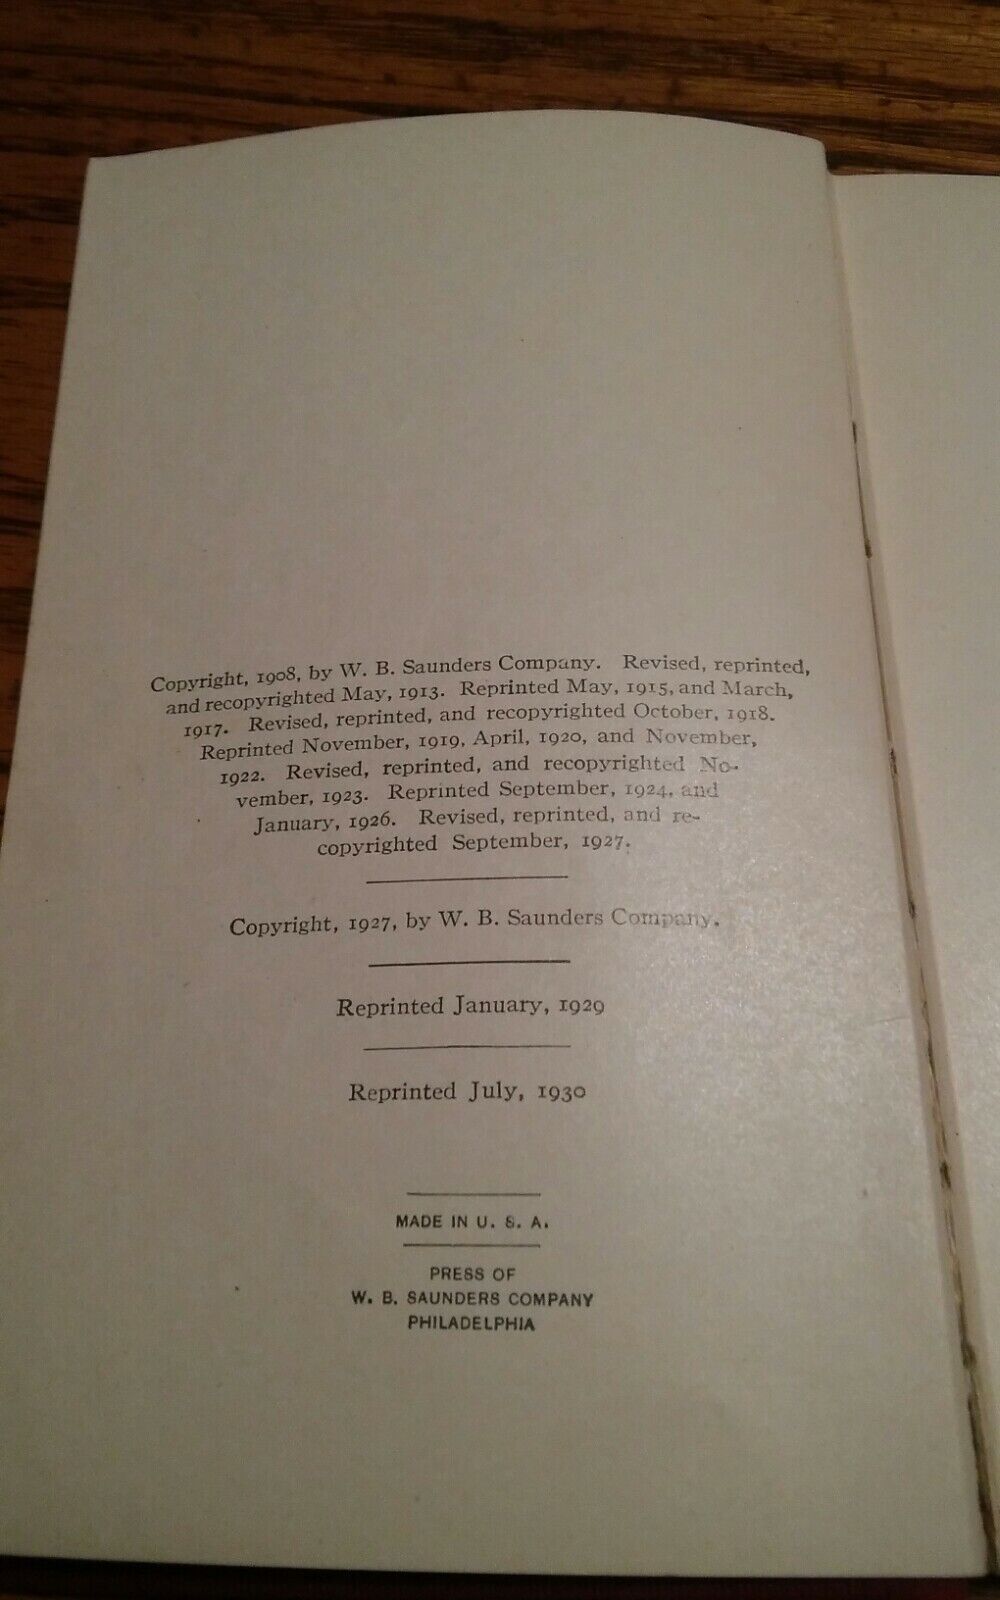 Copyright, 1908, by W. B. Saunders Company. Revised, reprinted,
and recopyrighted May, 1913. Reprinted May, 1915, and March,
1917. Revised, reprinted, and recopyrighted October, 1918.
Reprinted November, 1919, April, 1920, and November,
1922. Revised, reprinted, and recopyrighted No-
vember, 1923. Reprinted September, 1924, and
January, 1926. Revised, reprinted, and re-
copyrighted September, 1927.
Copyright, 1927, by W. B. Saunders Company.
Reprinted January, 1929
Reprinted July, 1930
MADE IN U. S. A.
PRESS OF
W. B. SAUNDERS COMPANY
PHILADELPHIA